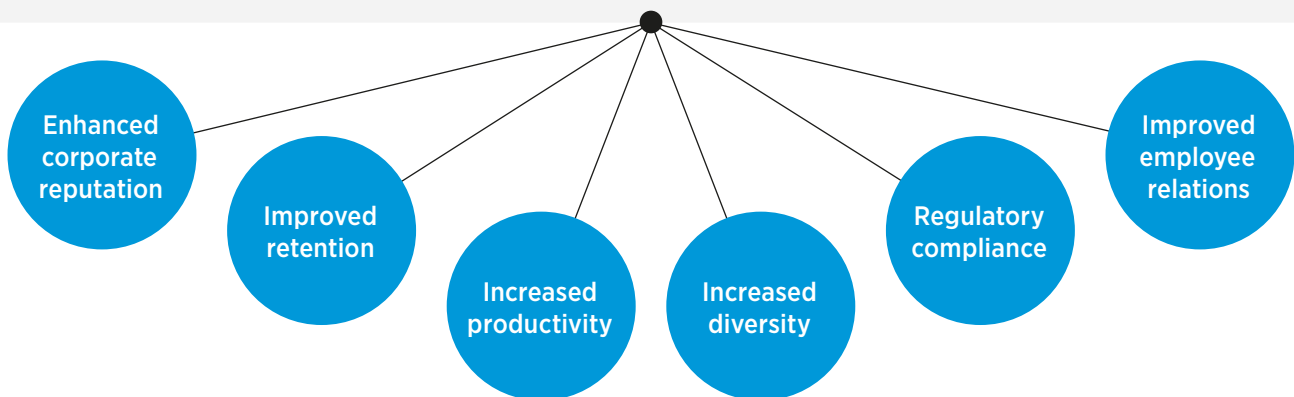 Enhanced
corporate
reputation
Improved
retention
Increased
productivity
Increased
diversity
Regulatory
compliance
Improved
employee
relations